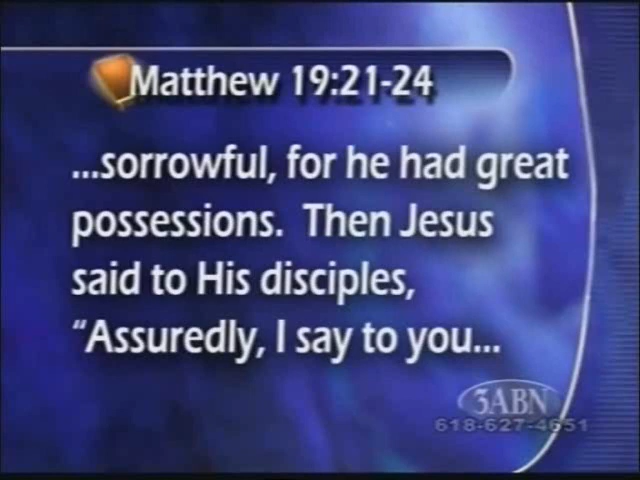 Matthew 19:21-24
...sorrowful, for he had great
possessions. Then Jesus
said to His disciples,
“Assuredly, I say to you...
3ABN
618-627-4651